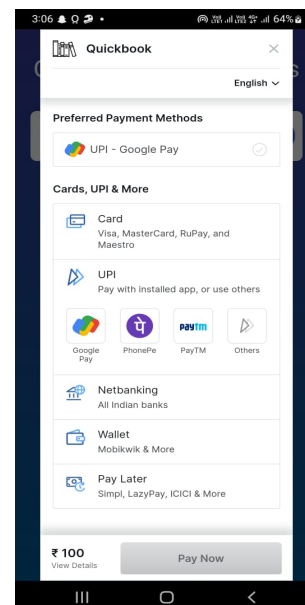 3:06
64%
Quickbook
English
Preferred Payment Methods
UPI - Google Pay
Cards, UPI & More
Card
Visa, MasterCard, RuPay, and
Maestro
UPI
Pay with installed app, or use others
पे
paytm
Google
Pay
PhonePe
PayTM
Others
Netbanking
All Indian banks
Wallet
Mobikwik & More
Pay Later
Simpl, LazyPay, ICICI & More
₹ 100
View Details
Pay Now